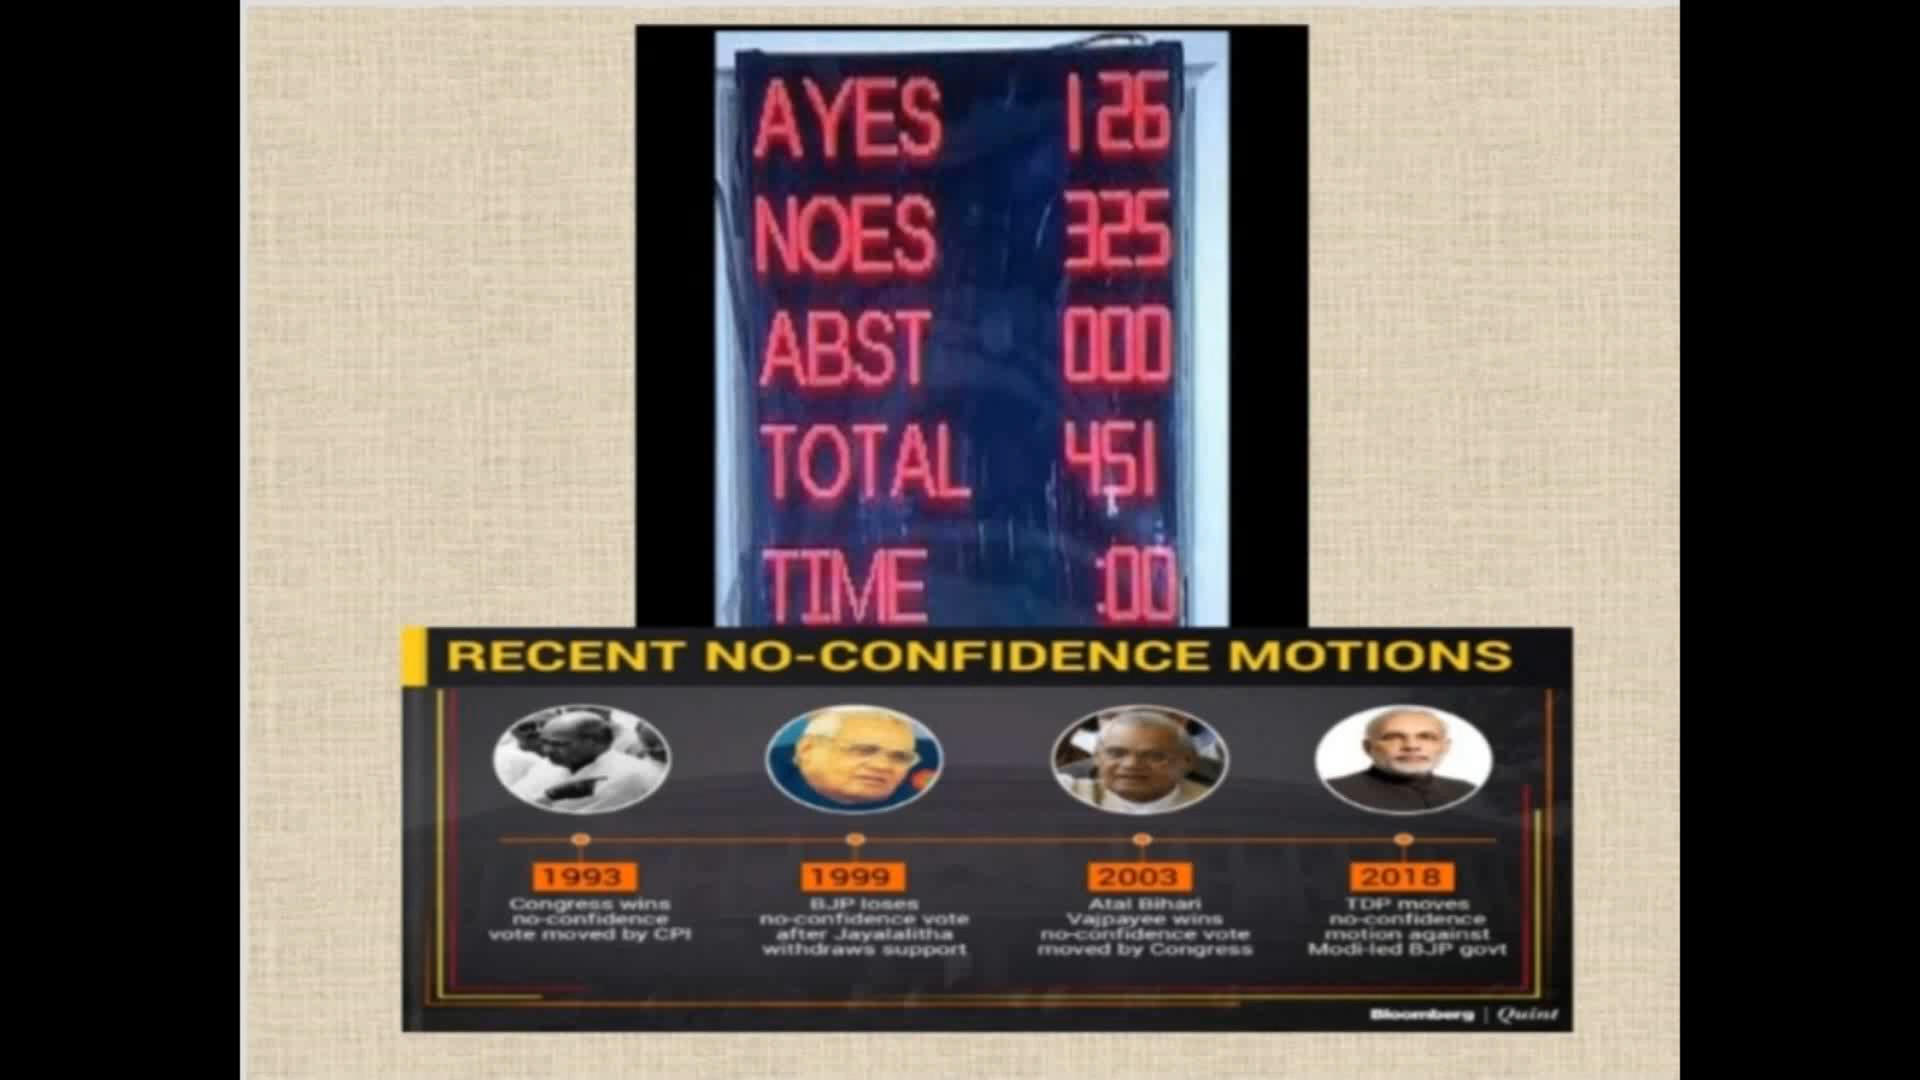 AYES 126
NOES 325
ABST 000
TOTAL 451
TIME :00
RECENT NO-CONFIDENCE MOTIONS
1993
Congress wins
no-confidence
vote moved by CPI
1999
BJP loses
no-confidence vote
after Jayalalitha
withdraws support
2003
Atal Bihari
Vajpayee wins
no-confidence vote
moved by Congress
2018
TDP moves
no-confidence
motion against
Modi-led BJP govt
Bloomberg | Quint